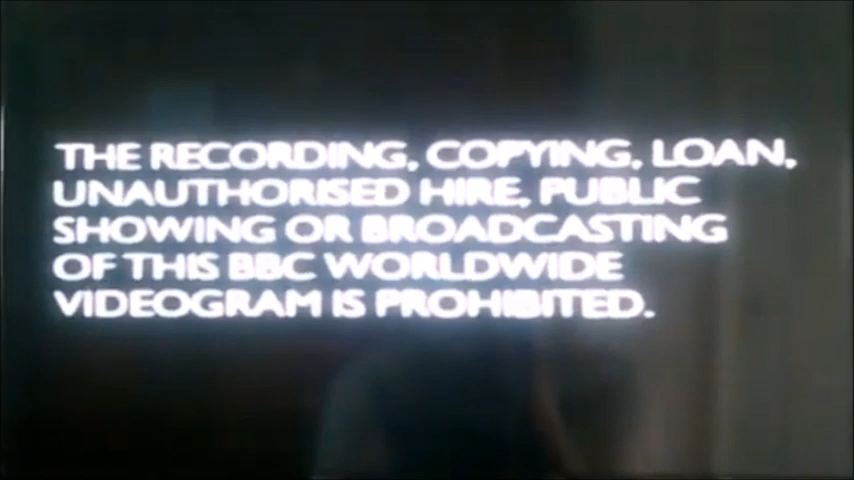 THE RECORDING, COPYING, LOAN,
UNAUTHORISED HIRE, PUBLIC
SHOWING OR BROADCASTING
OF THIS BBC WORLDWIDE
VIDEOGRAM IS PROHIBITED.